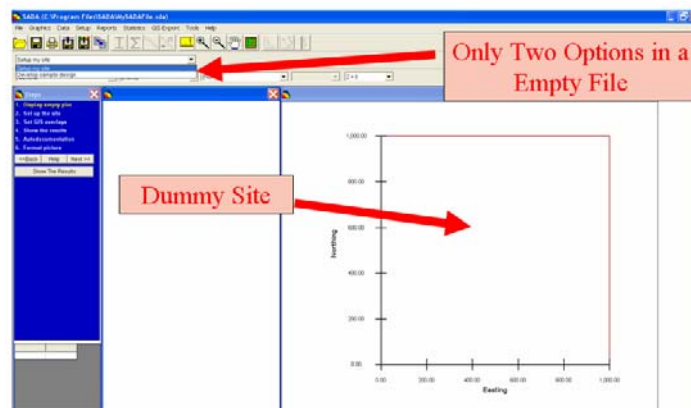 SADA (C:\Program Files\SADA\MySADAFile.sda)
File Graphics Data Setup Reports Statistics GIS-Export Tools Help
Setup my site
Setup my site
Develop sample design
Only Two Options in a
Empty File
Steps
1. Display empty plot
2. Set up the site
3. Set GIS overlays
4. Show the results
5. Autodocumentation
6. Format picture
<<Back Help Next >>
Show The Results
Dummy Site
1,000.00
800.00
600.00
400.00
200.00
0.00
Northing
0.00 200.00 400.00 600.00 800.00 1,000.00
Easting